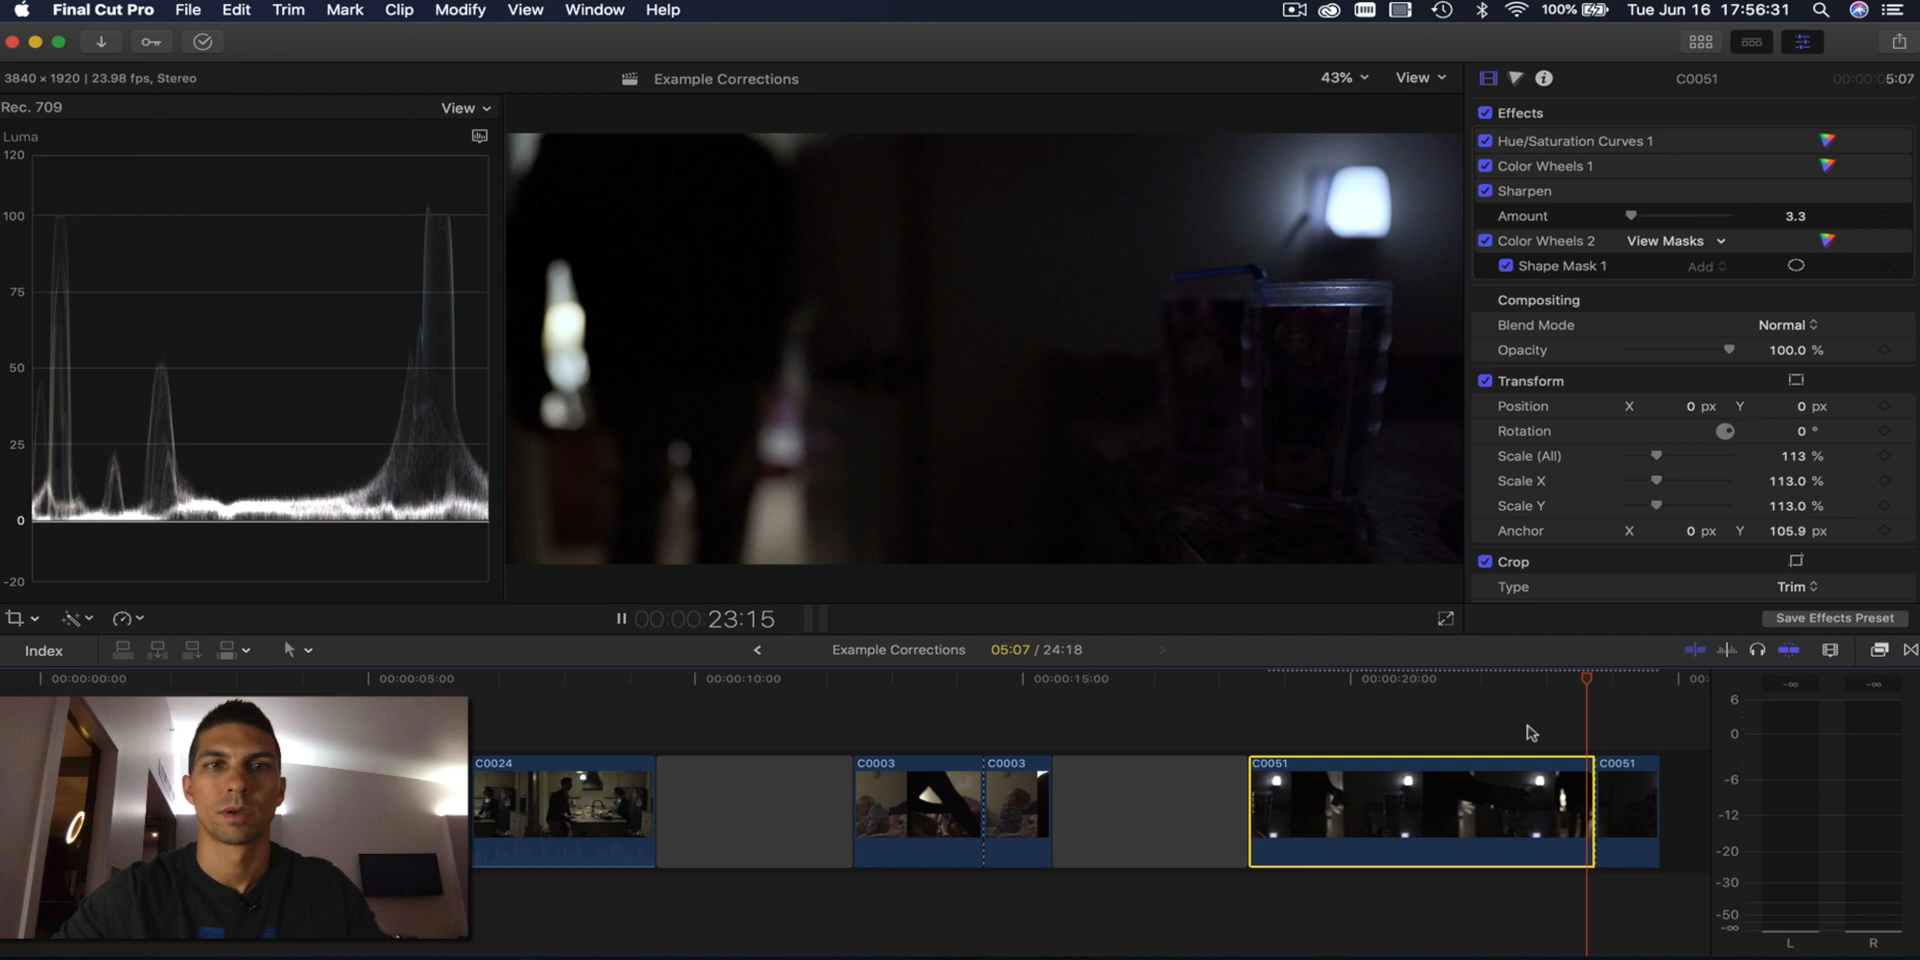 Final Cut Pro File Edit Trim Mark Clip Modify View Window Help 100% Tue Jun 16 17:56:31
3840 × 1920 | 23.98 fps, Stereo Example Corrections 43% View C0051 00:00:05:07
Rec. 709 View
Luma
120
100
75
50
25
0
-20
Effects
Hue/Saturation Curves 1
Color Wheels 1
Sharpen
Amount 3.3
Color Wheels 2 View Masks
Shape Mask 1 Add
Compositing
Blend Mode Normal
Opacity 100.0 %
Transform
Position X 0 px Y 0 px
Rotation 0 °
Scale (All) 113 %
Scale X 113.0 %
Scale Y 113.0 %
Anchor X 0 px Y 105.9 px
Crop
Type Trim
00:00:00:23:15 Save Effects Preset
Index Example Corrections 05:07 / 24:18
00:00:00:00 00:00:05:00 00:00:10:00 00:00:15:00 00:00:20:00 00:
C0024 C0003 C0003 C0051 C0051
-∞ -∞
6
0
-6
-12
-20
-30
-50
-∞
L R